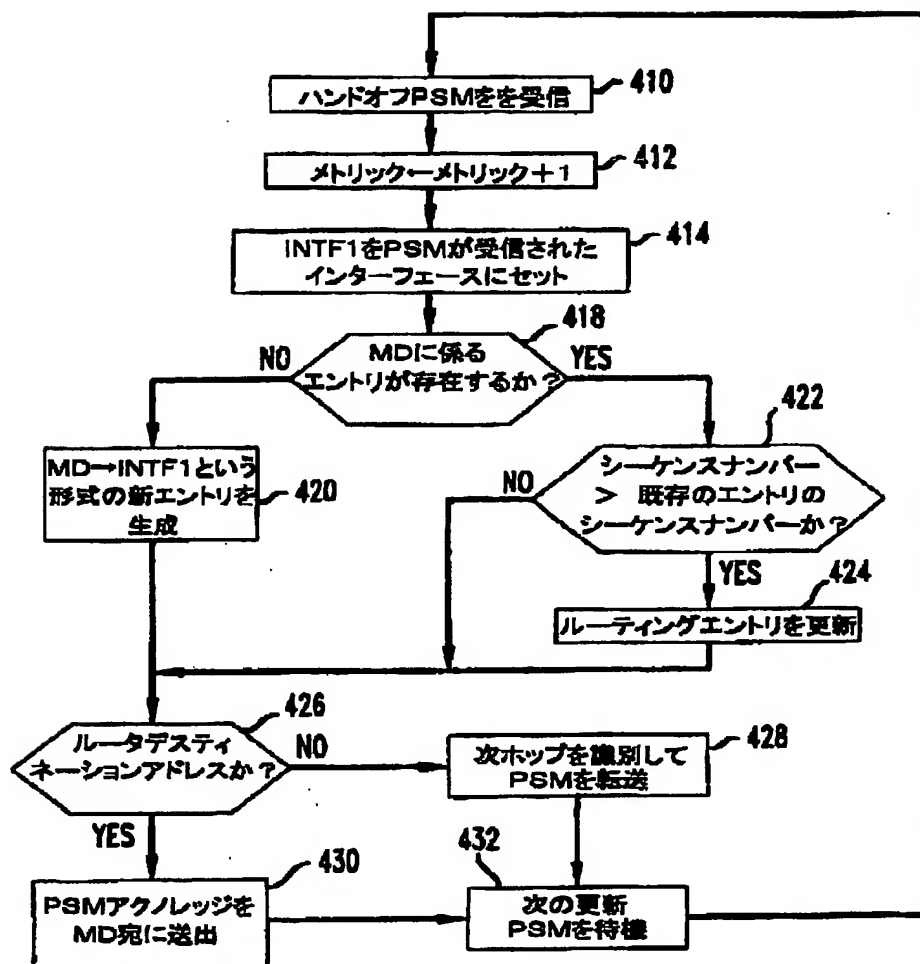 ハンドオフPSMをを受信
410
メトリック←メトリック+1
412
INTF1をPSMが受信された
インターフェースにセット
414
MDに係る
エントリが存在するか?
418
NO
YES
MD→INTF1という
形式の新エントリを
生成
420
シーケンスナンバー
> 既存のエントリの
シーケンスナンバーか?
422
NO
YES
ルーティングエントリを更新
424
ルータデスティ
ネーションアドレスか?
426
NO
YES
次ホップを識別して
PSMを転送
428
PSMアクノレッジを
MD宛に送出
430
次の更新
PSMを待機
432